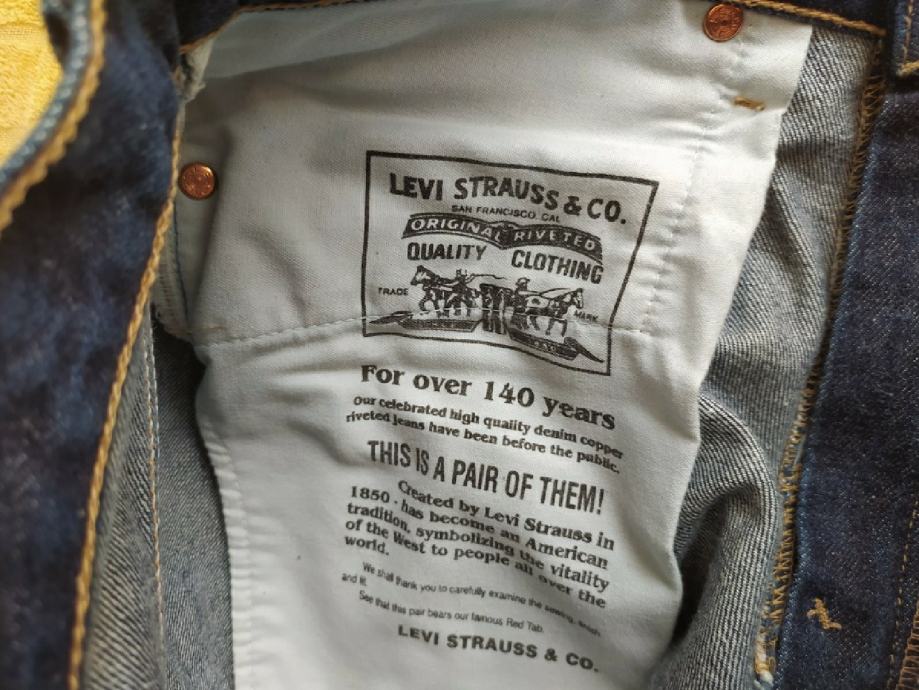 LEVI STRAUSS & CO.
SAN FRANCISCO. CAL
ORIGINAL RIVETED
QUALITY CLOTHING
TRADE MARK
For over 140 years
Our celebrated high quality denim copper
riveted jeans have been before the public.
THIS IS A PAIR OF THEM!
Created by Levi Strauss in
1850 - has become an American
tradition, symbolizing the vitality
of the West to people all over the
world.
We shall thank you to carefully examine the sewing, finish
and fit.
See that this pair bears our famous Red Tab.
LEVI STRAUSS & CO.